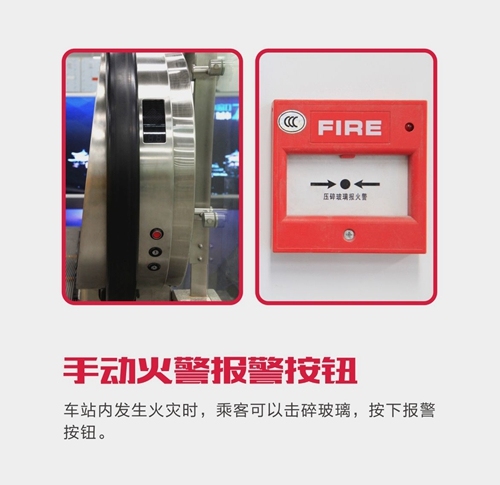 CCC
FIRE
压碎玻璃报火警
手动火警报警按钮
车站内发生火灾时，乘客可以击碎玻璃，按下报警
按钮。